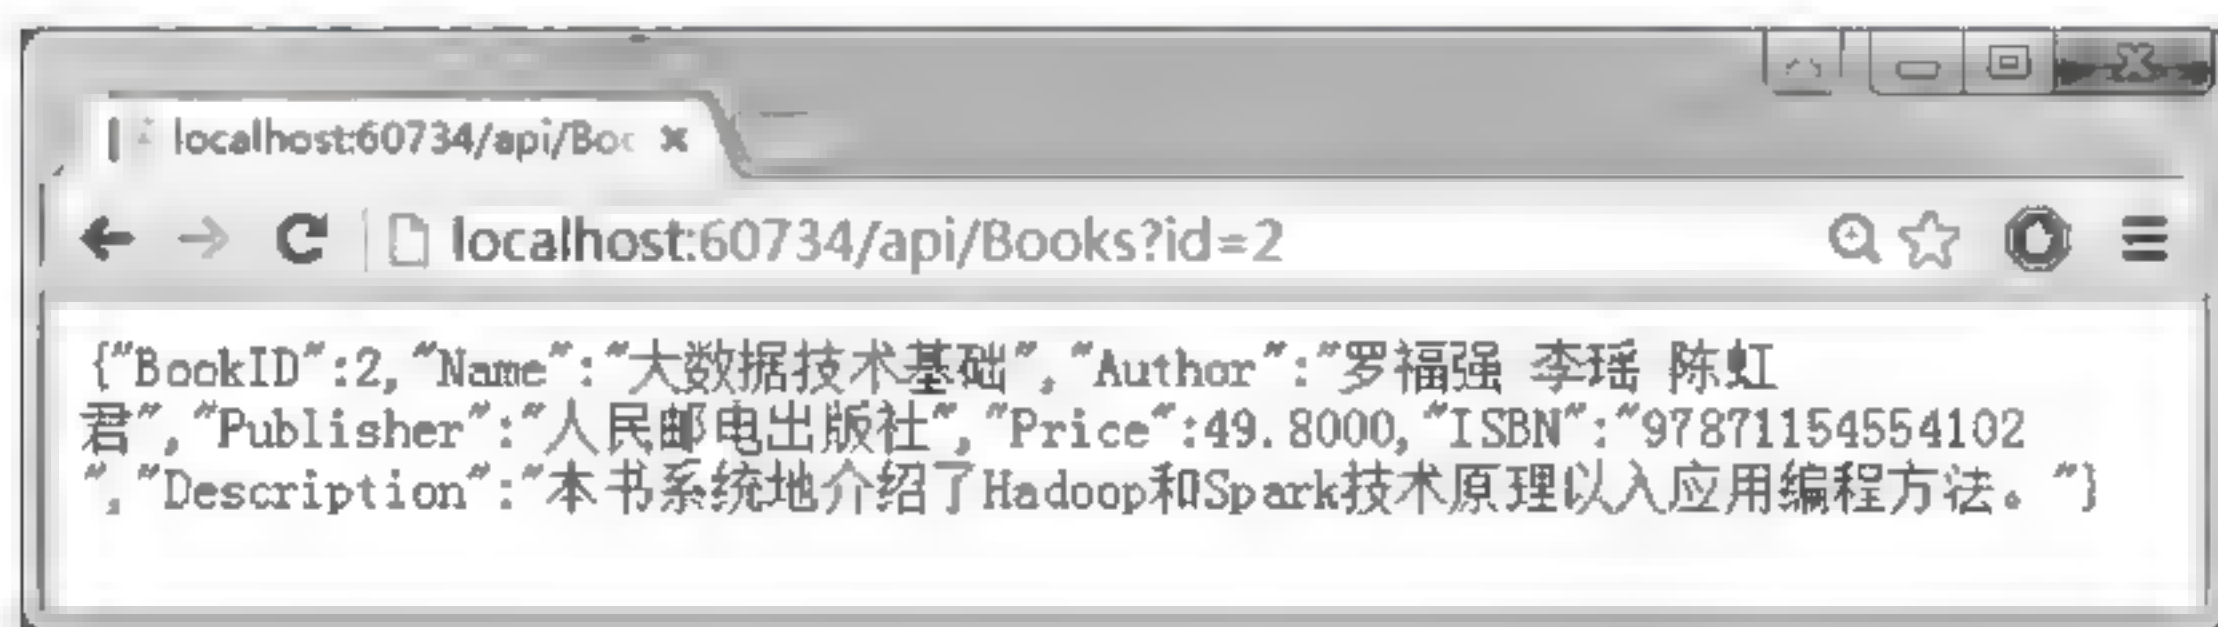 localhost:60734/api/Boo
localhost:60734/api/Books?id=2
{"BookID":2,"Name":"大数据技术基础","Author":"罗福强 李瑶 陈虹
君","Publisher":"人民邮电出版社","Price":49.8000,"ISBN":"97871154554102
","Description":"本书系统地介绍了Hadoop和Spark技术原理以入应用编程方法。"}